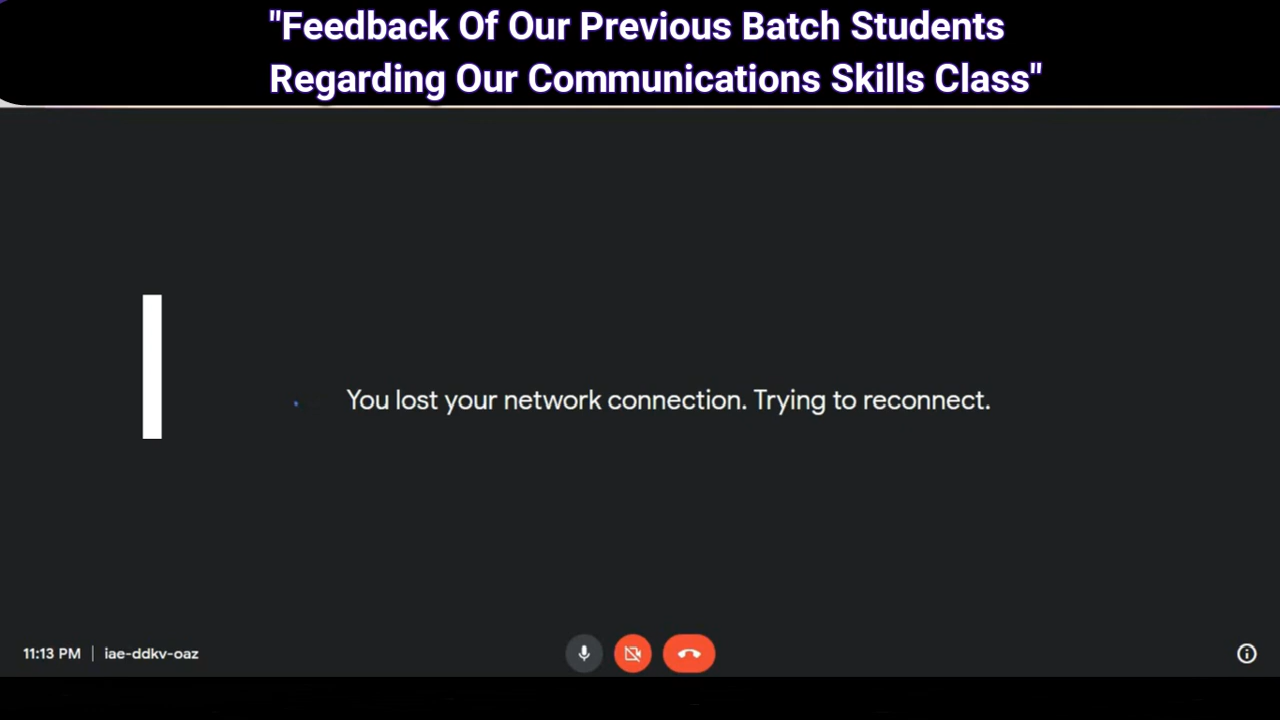 "Feedback Of Our Previous Batch Students
Regarding Our Communications Skills Class"
You lost your network connection. Trying to reconnect.
11:13 PM | iae-ddkv-oaz